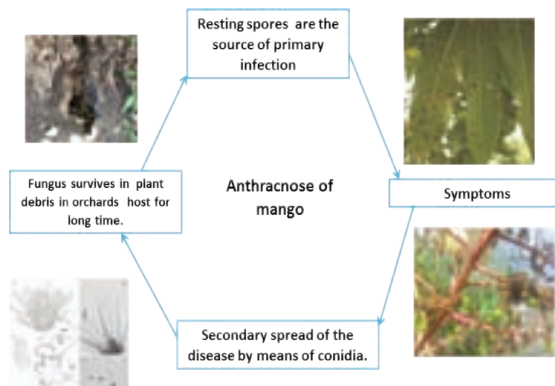 Resting spores are the
source of primary
infection
Fungus survives in plant
debris in orchards host for
long time.
Anthracnose of
mango
Symptoms
Secondary spread of the
disease by means of conidia.